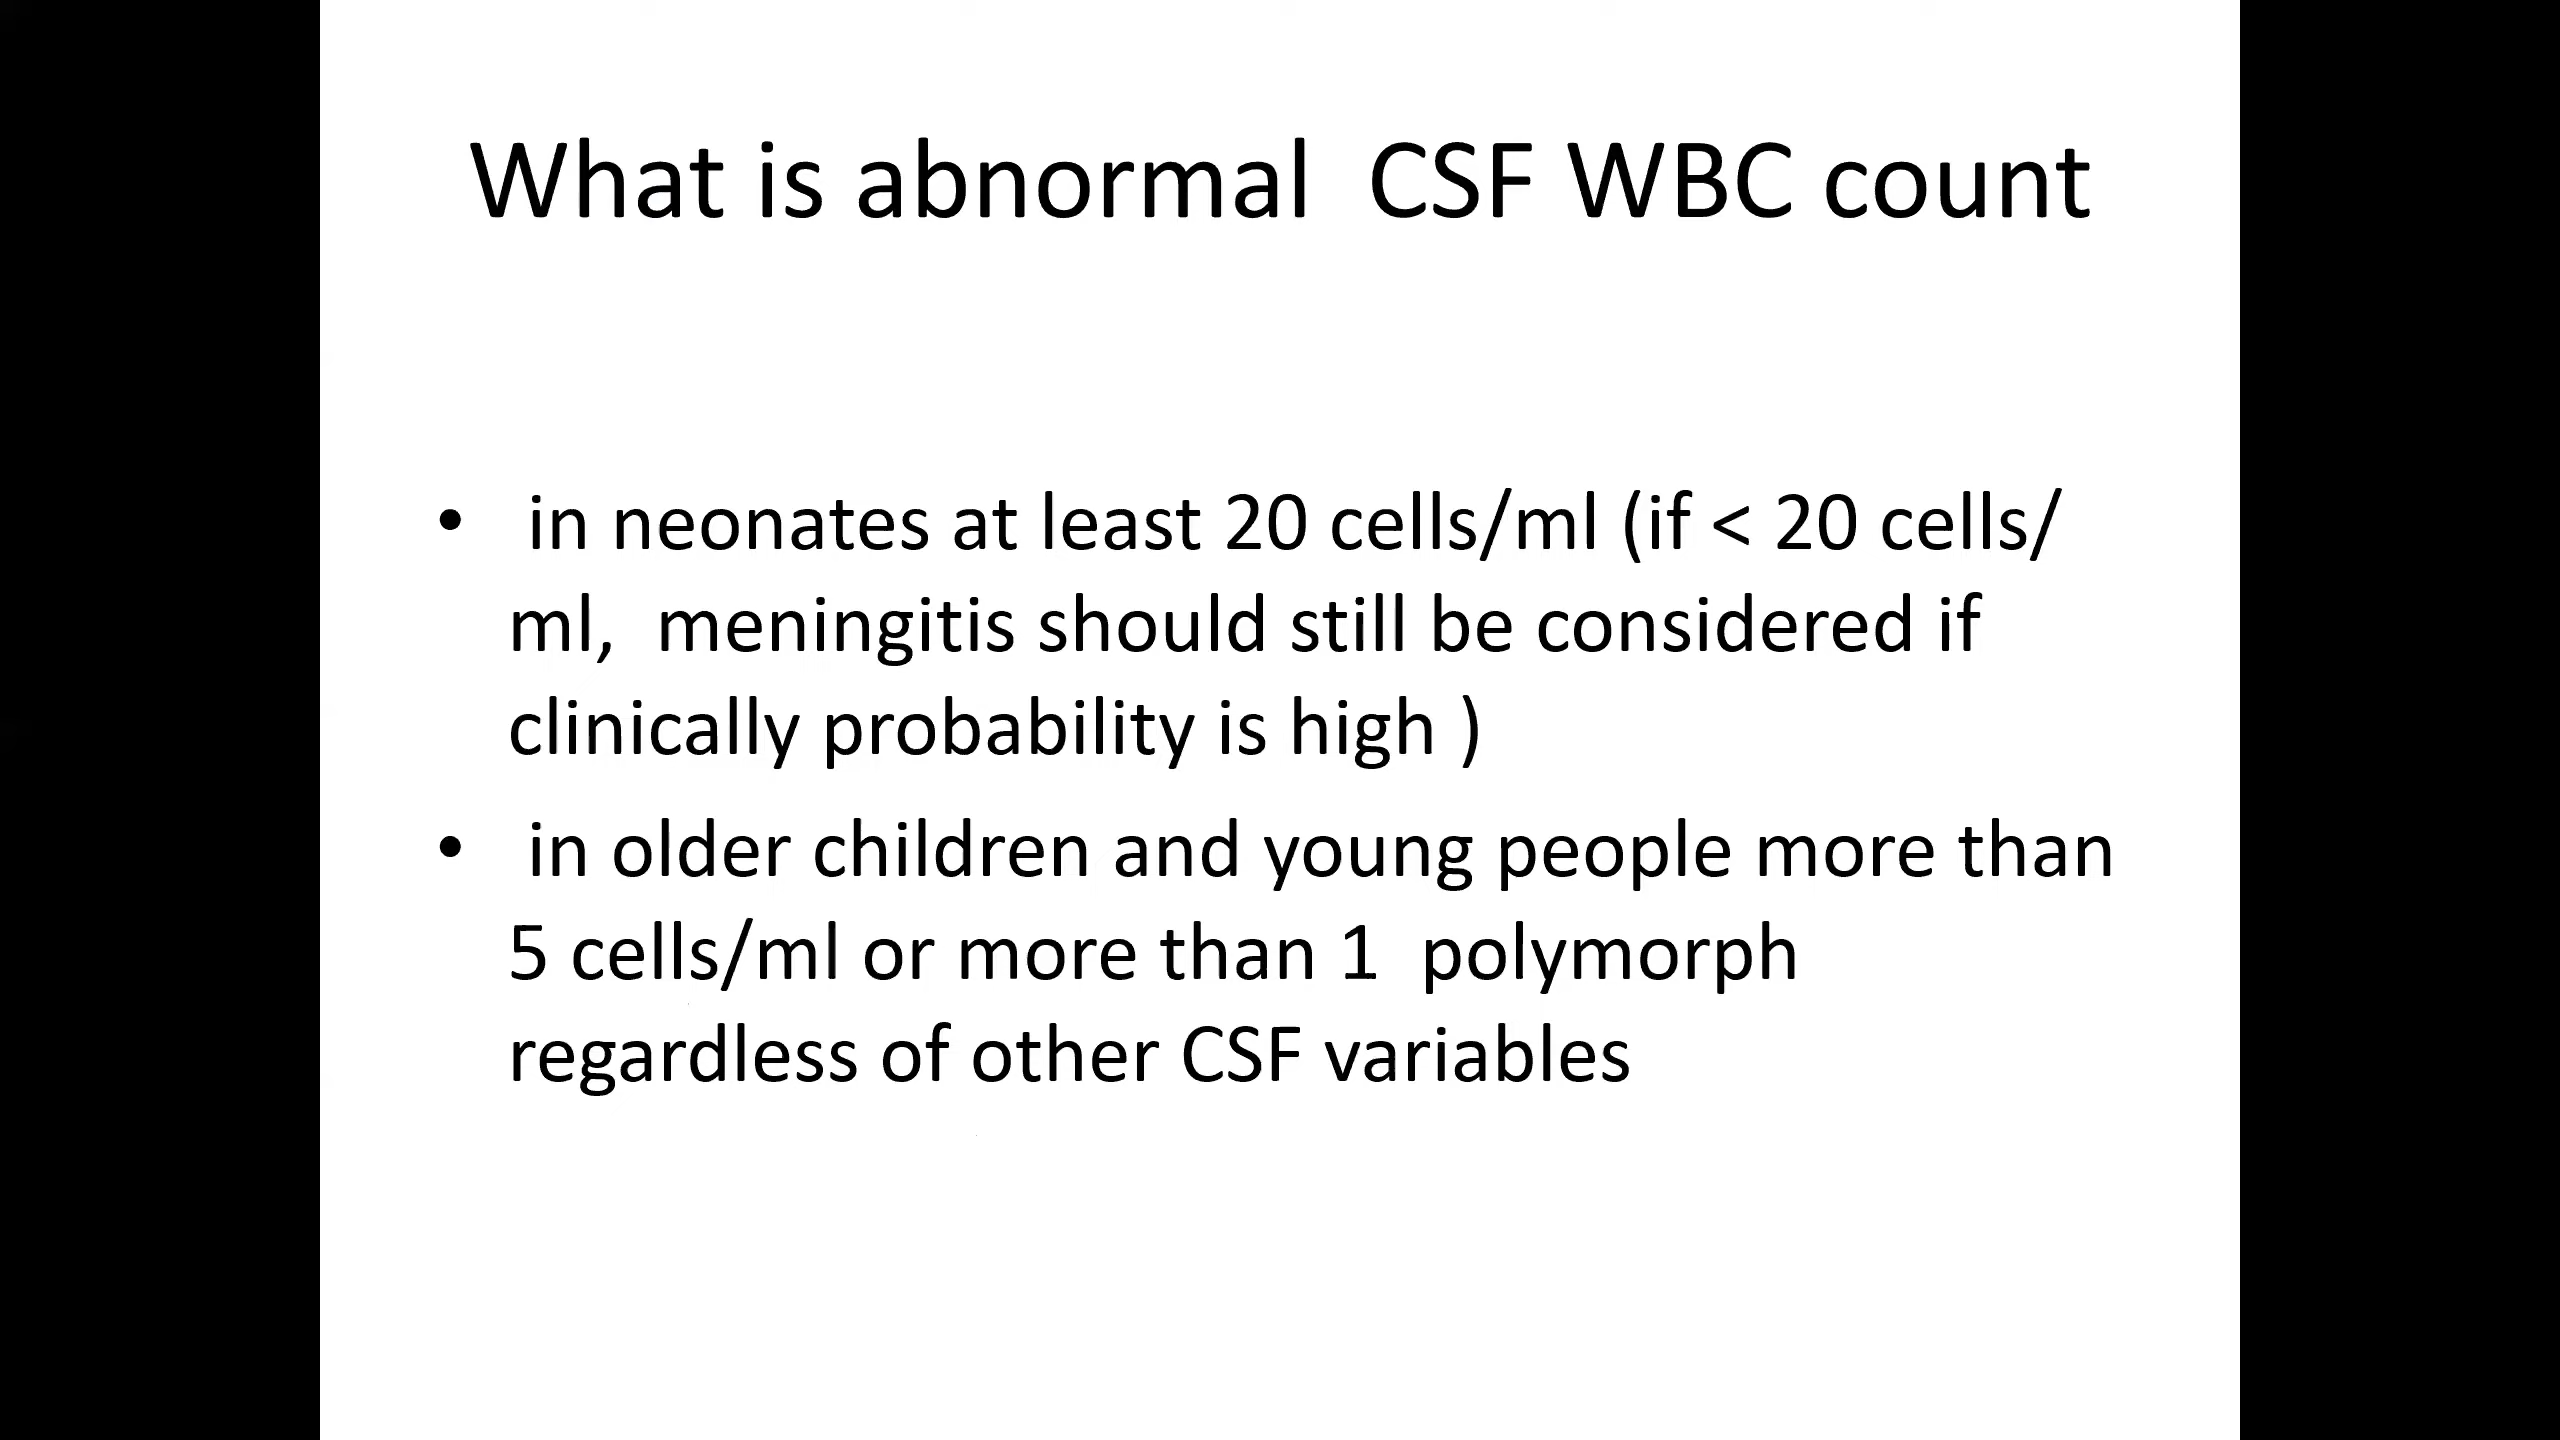 What is abnormal CSF WBC count
• in neonates at least 20 cells/ml (if < 20 cells/
ml, meningitis should still be considered if
clinically probability is high )
• in older children and young people more than
5 cells/ml or more than 1 polymorph
regardless of other CSF variables